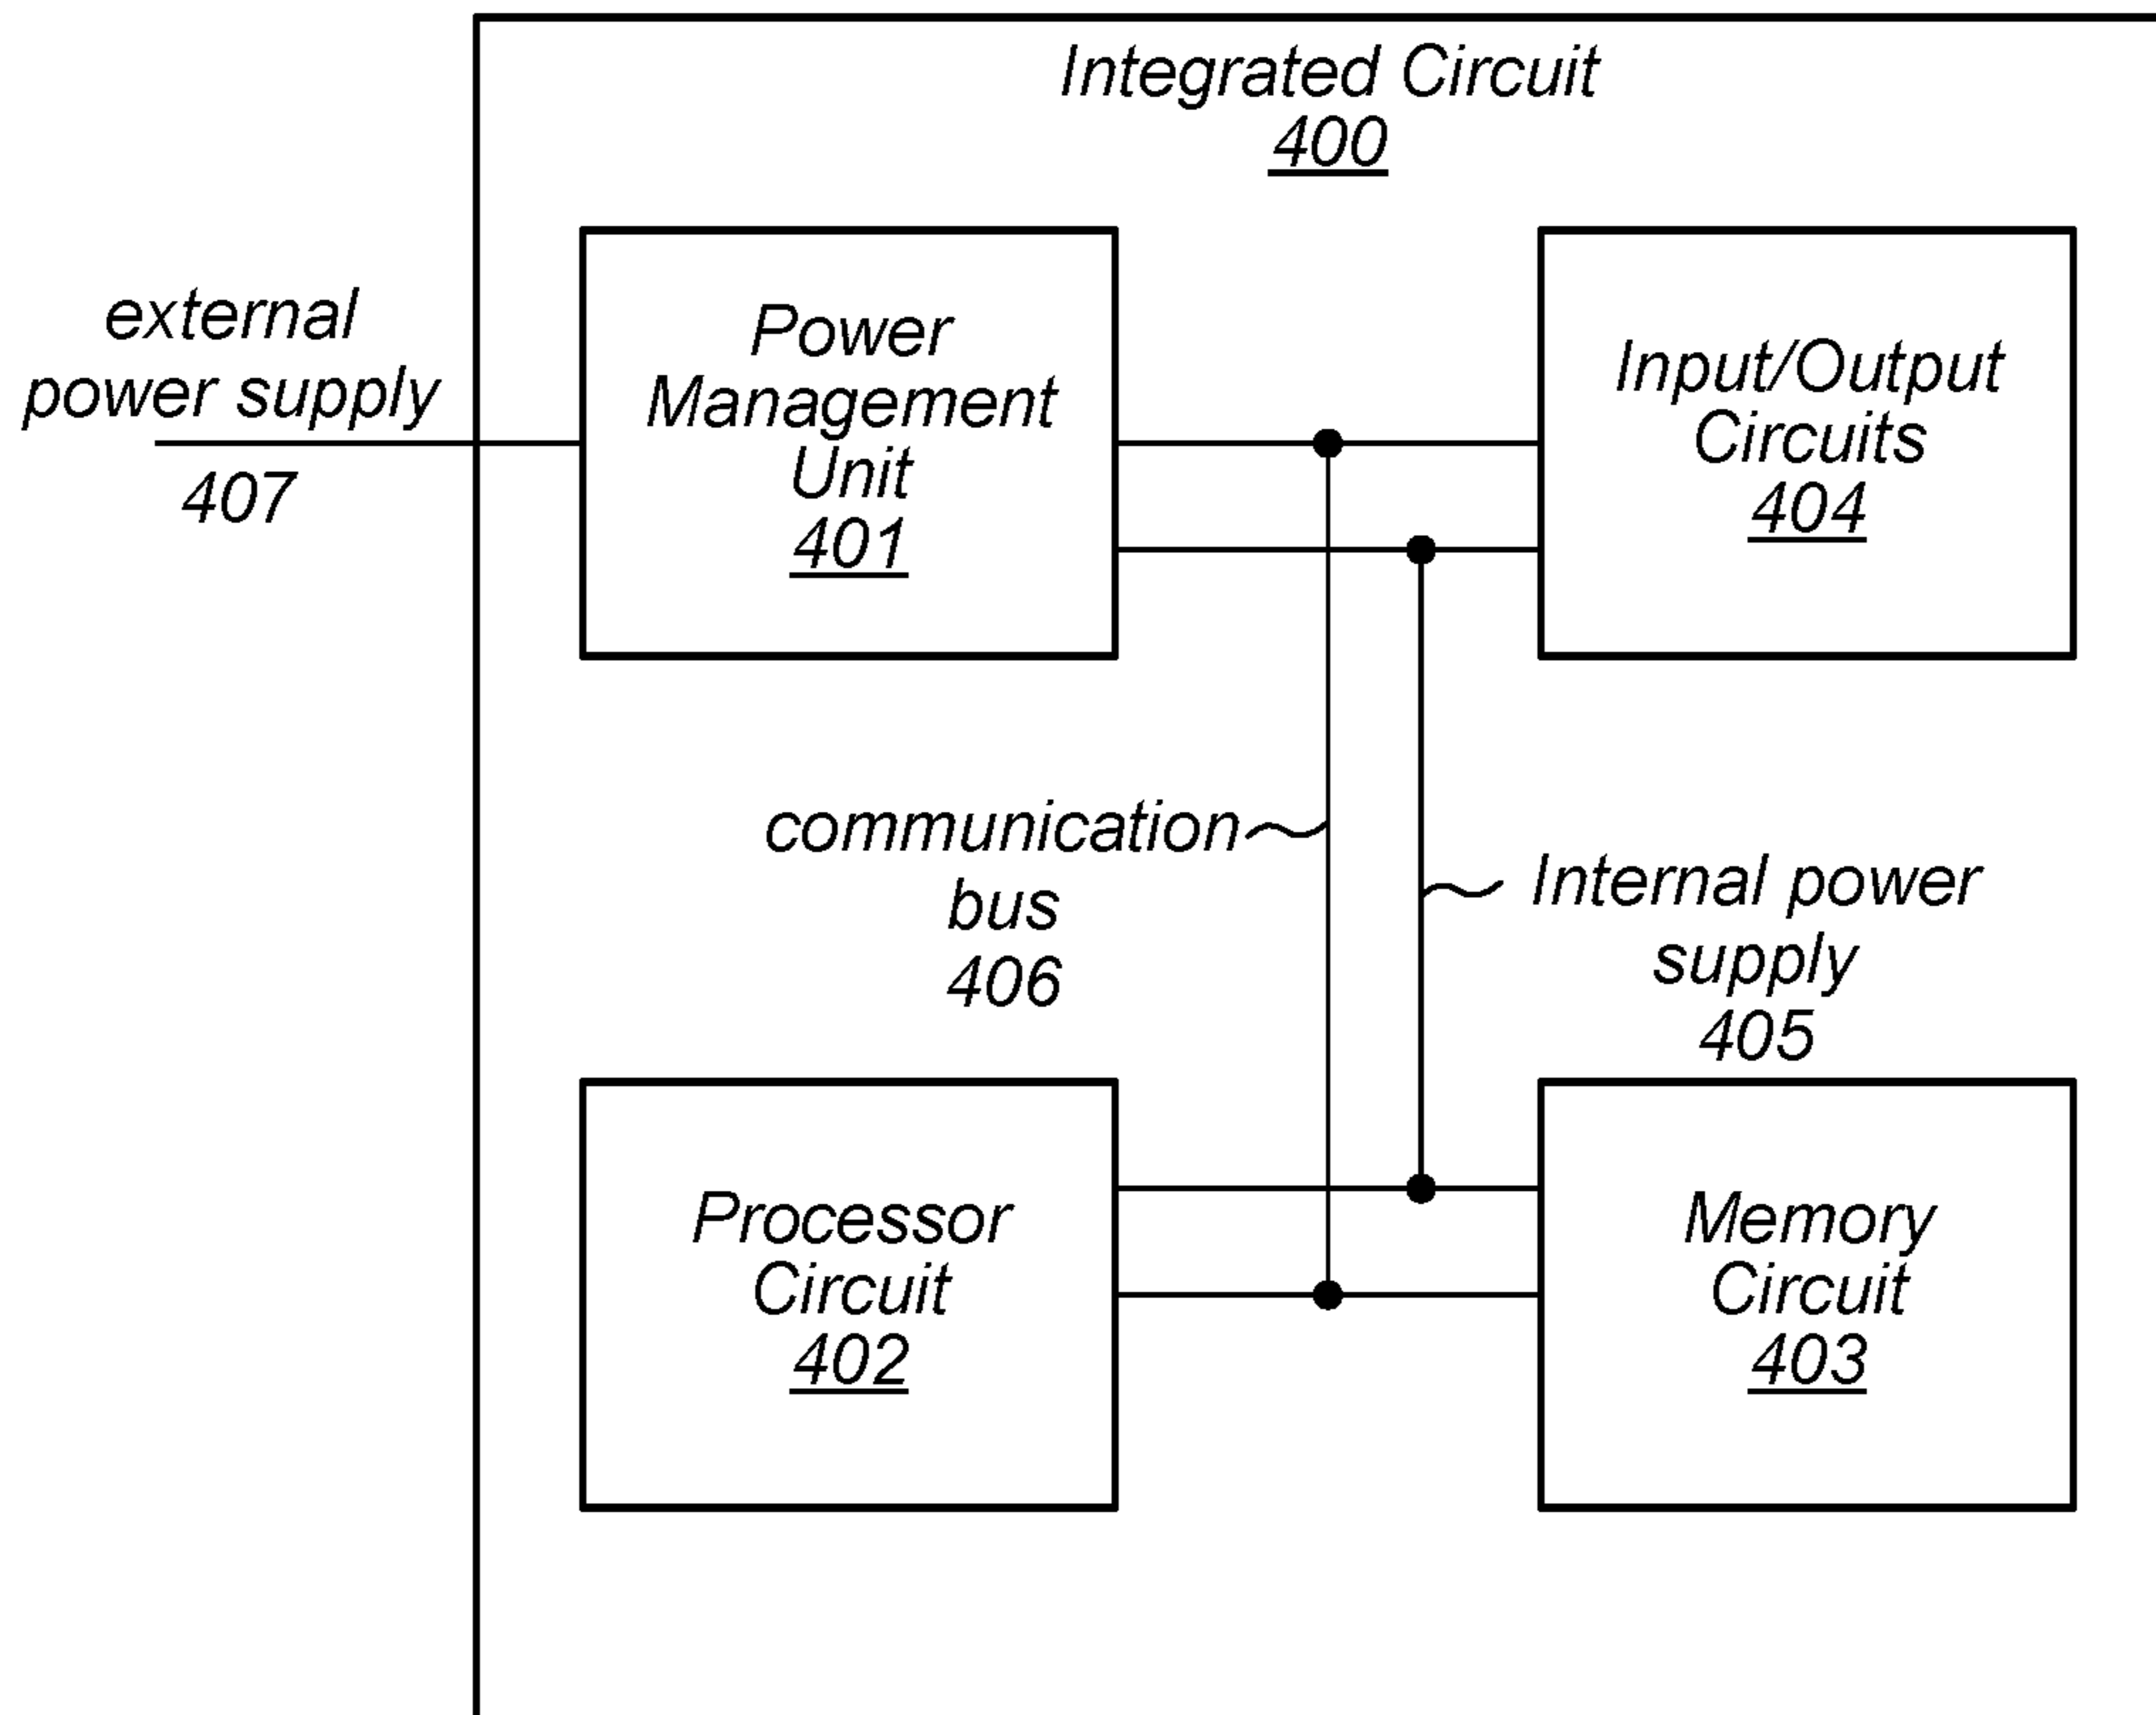 Integrated Circuit
400
external
power supply
407
Power
Management
Unit
401
Input/Output
Circuits
404
communication
bus
406
Internal power
supply
405
Processor
Circuit
402
Memory
Circuit
403